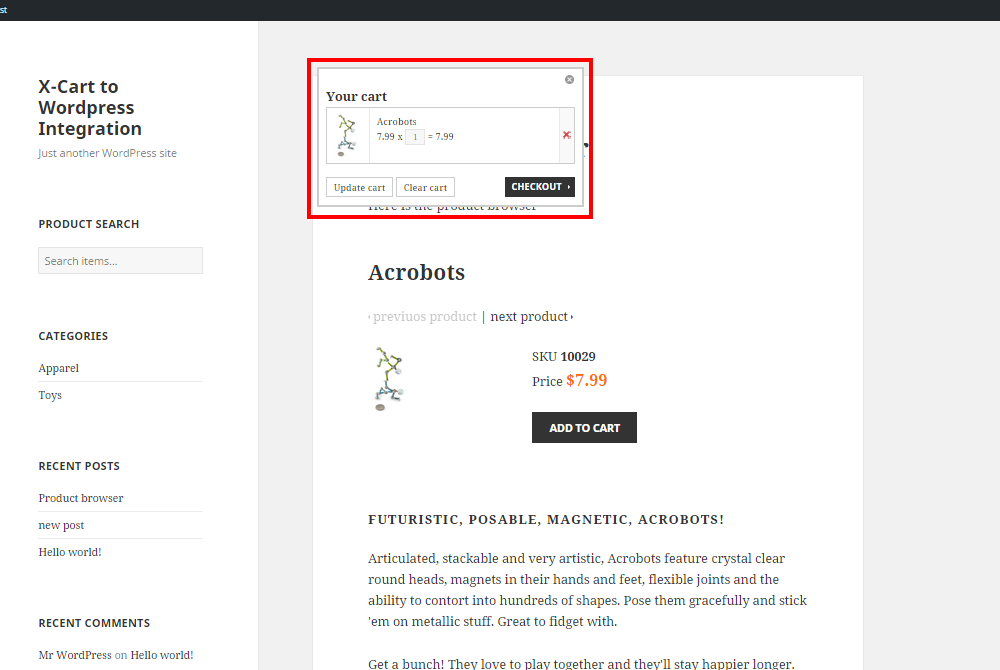 st
X-Cart to
Wordpress
Integration
Just another WordPress site
PRODUCT SEARCH
Search items...
CATEGORIES
Apparel
Toys
RECENT POSTS
Product browser
new post
Hello world!
RECENT COMMENTS
Mr WordPress on Hello world!
Your cart
Acrobots
7.99 x 1 = 7.99
Update cart
Clear cart
CHECKOUT ›
Here is the product browser
Acrobots
‹ previuos product | next product ›
SKU 10029
Price $7.99
ADD TO CART
FUTURISTIC, POSABLE, MAGNETIC, ACROBOTS!
Articulated, stackable and very artistic, Acrobots feature crystal clear
round heads, magnets in their hands and feet, flexible joints and the
ability to contort into hundreds of shapes. Pose them gracefully and stick
'em on metallic stuff. Great to fidget with.
Get a bunch! They love to play together and they'll stay happier longer.